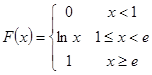 F(x) = { 0 x < 1
ln x 1 ≤ x < e
1 x ≥ e